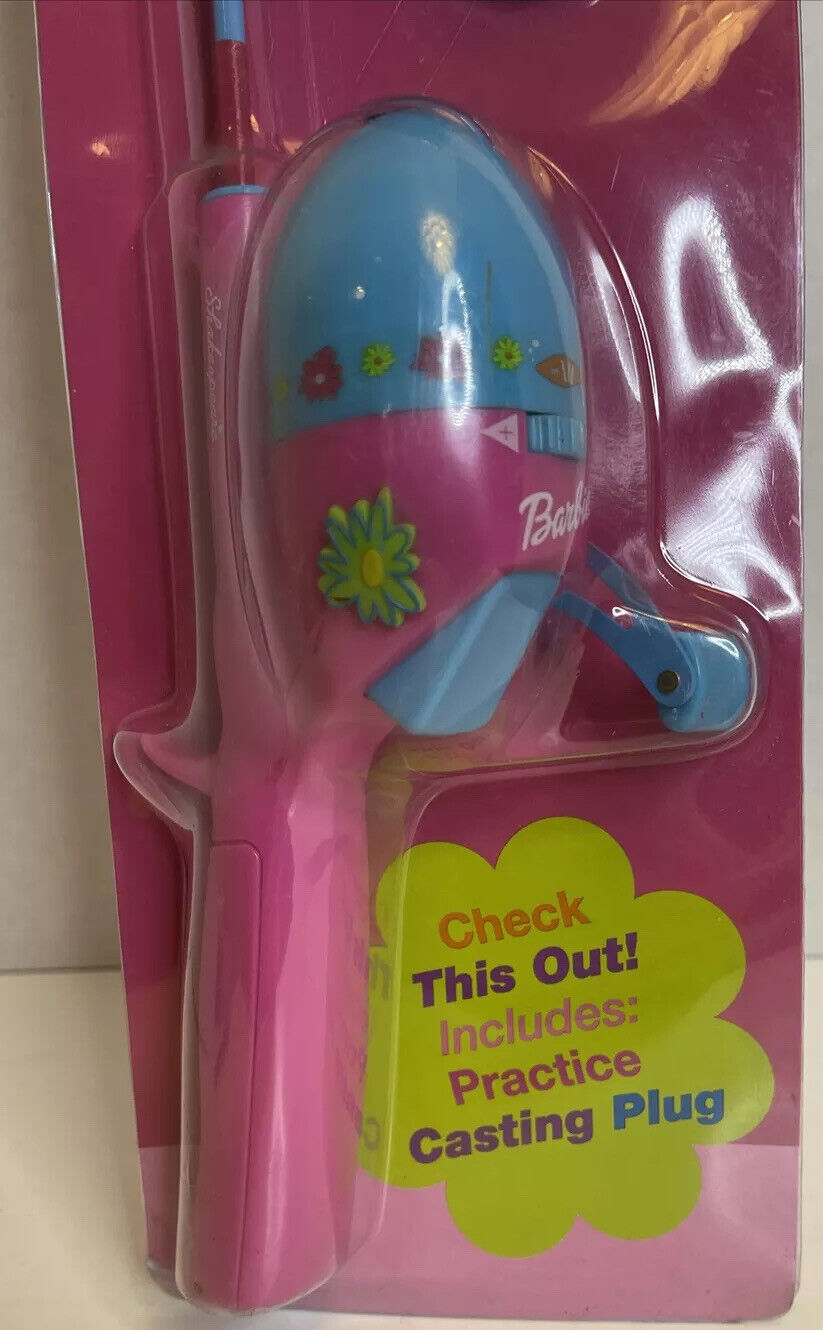 Shakespeare
+
Barbie
Check
This Out!
Includes:
Practice
Casting Plug